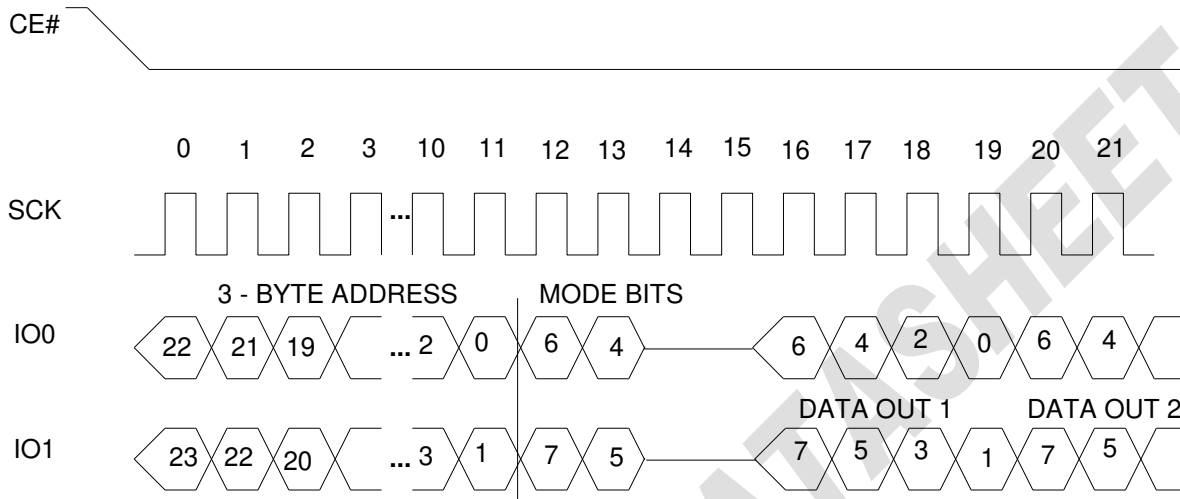 CE#
0 1 2 3 10 11 12 13 14 15 16 17 18 19 20 21
SCK
...
3 - BYTE ADDRESS MODE BITS
IO0
22 21 19 ... 2 0 6 4 6 4 2 0 6 4
DATA OUT 1 DATA OUT 2
IO1
23 22 20 ... 3 1 7 5 7 5 3 1 7 5
DATASHEET